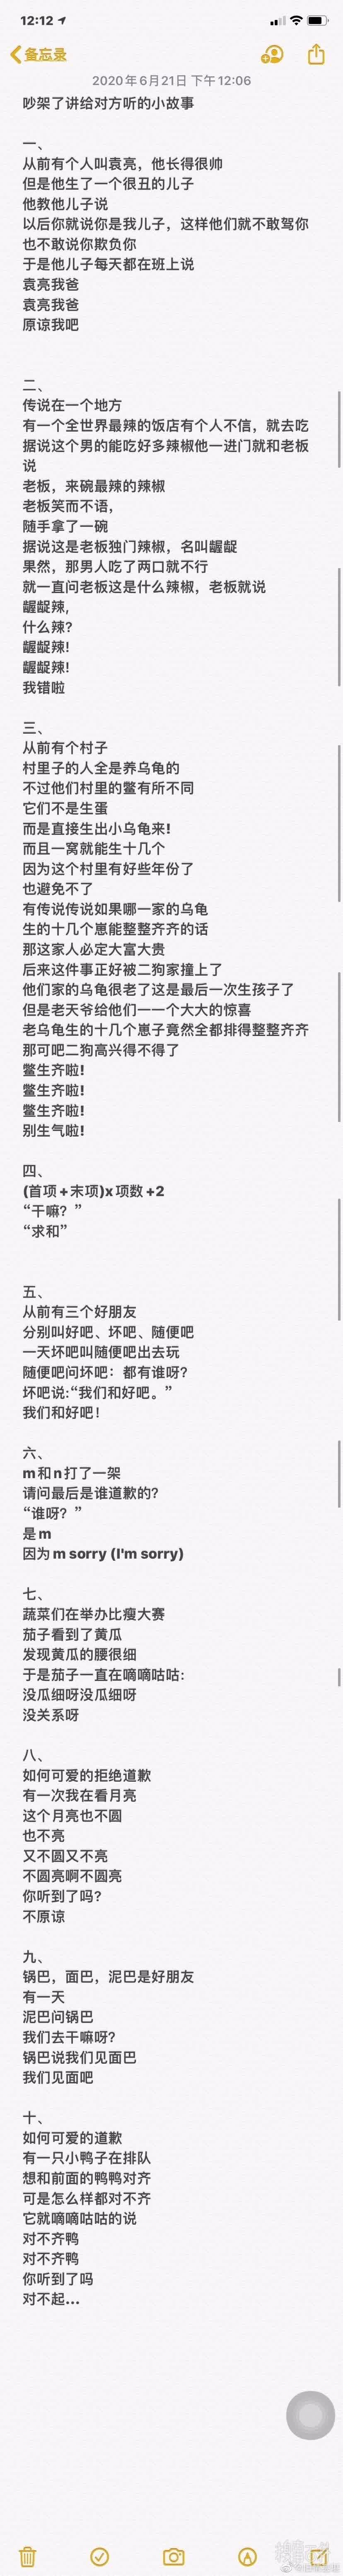 12:12
备忘录
2020年6月21日 下午12:06
吵架了讲给对方听的小故事
一、
从前有个人叫袁亮，他长得很帅
但是他生了一个很丑的儿子
他教他儿子说
以后你就说你是我儿子，这样他们就不敢驾你
也不敢说你欺负你
于是他儿子每天都在班上说
袁亮我爸
袁亮我爸
原谅我吧
二、
传说在一个地方
有一个全世界最辣的饭店有个人不信，就去吃
据说这个男的能吃好多辣椒他一进门就和老板
说
老板，来碗最辣的辣椒
老板笑而不语，
随手拿了一碗
据说这是老板独门辣椒，名叫龌龊
果然，那男人吃了两口就不行
就一直问老板这是什么辣椒，老板就说
龌龊辣，
什么辣?
龌龊辣!
龌龊辣!
我错啦
三、
从前有个村子
村里子的人全是养乌龟的
不过他们村里的鳖有所不同
它们不是生蛋
而是直接生出小乌龟来!
而且一窝就能生十几个
因为这个村里有好些年份了
也避免不了
有传说传说如果哪一家的乌龟
生的十几个崽能整整齐齐的话
那这家人必定大富大贵
后来这件事正好被二狗家撞上了
他们家的乌龟很老了这是最后一次生孩子了
但是老天爷给他们一一个大大的惊喜
老乌龟生的十几个崽子竟然全都排得整整齐齐
那可吧二狗高兴得不得了
鳖生齐啦!
鳖生齐啦!
鳖生齐啦!
别生气啦!
四、
(首项+末项)x项数+2
“干嘛？”
“求和”
五、
从前有三个好朋友
分别叫好吧、坏吧、随便吧
一天坏吧叫随便吧出去玩
随便吧问坏吧：都有谁呀?
坏吧说:“我们和好吧。”
我们和好吧！
六、
m和n打了一架
请问最后是谁道歉的?
“谁呀？”
是m
因为m sorry (I'm sorry)
七、
蔬菜们在举办比瘦大赛
茄子看到了黄瓜
发现黄瓜的腰很细
于是茄子一直在嘀嘀咕咕:
没瓜细呀没瓜细呀
没关系呀
八、
如何可爱的拒绝道歉
有一次我在看月亮
这个月亮也不圆
也不亮
又不圆又不亮
不圆亮啊不圆亮
你听到了吗?
不原谅
九、
锅巴，面巴，泥巴是好朋友
有一天
泥巴问锅巴
我们去干嘛呀?
锅巴说我们见面巴
我们见面吧
十、
如何可爱的道歉
有一只小鸭子在排队
想和前面的鸭鸭对齐
可是怎么样都对不齐
它就嘀嘀咕咕的说
对不齐鸭
对不齐鸭
你听到了吗
对不起...